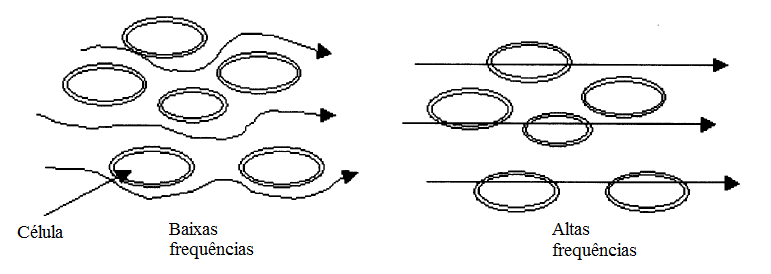 Célula
Baixas
frequências
Altas
frequências